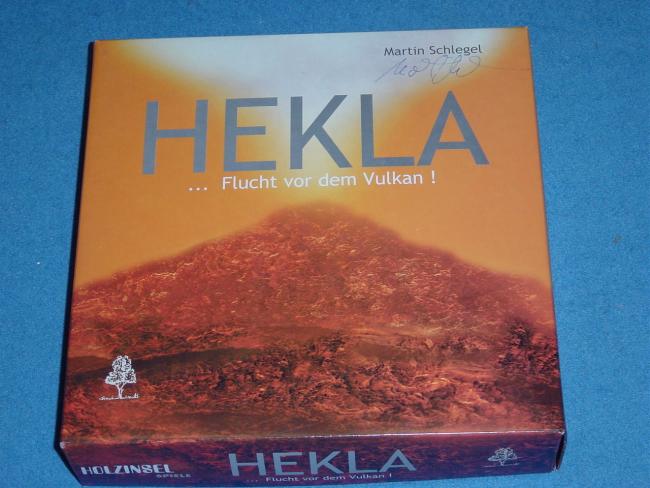 Martin Schlegel
HEKLA
... Flucht vor dem Vulkan !
HOLZINSEL
SPIELE
HEKLA
... Flucht vor dem Vulkan !